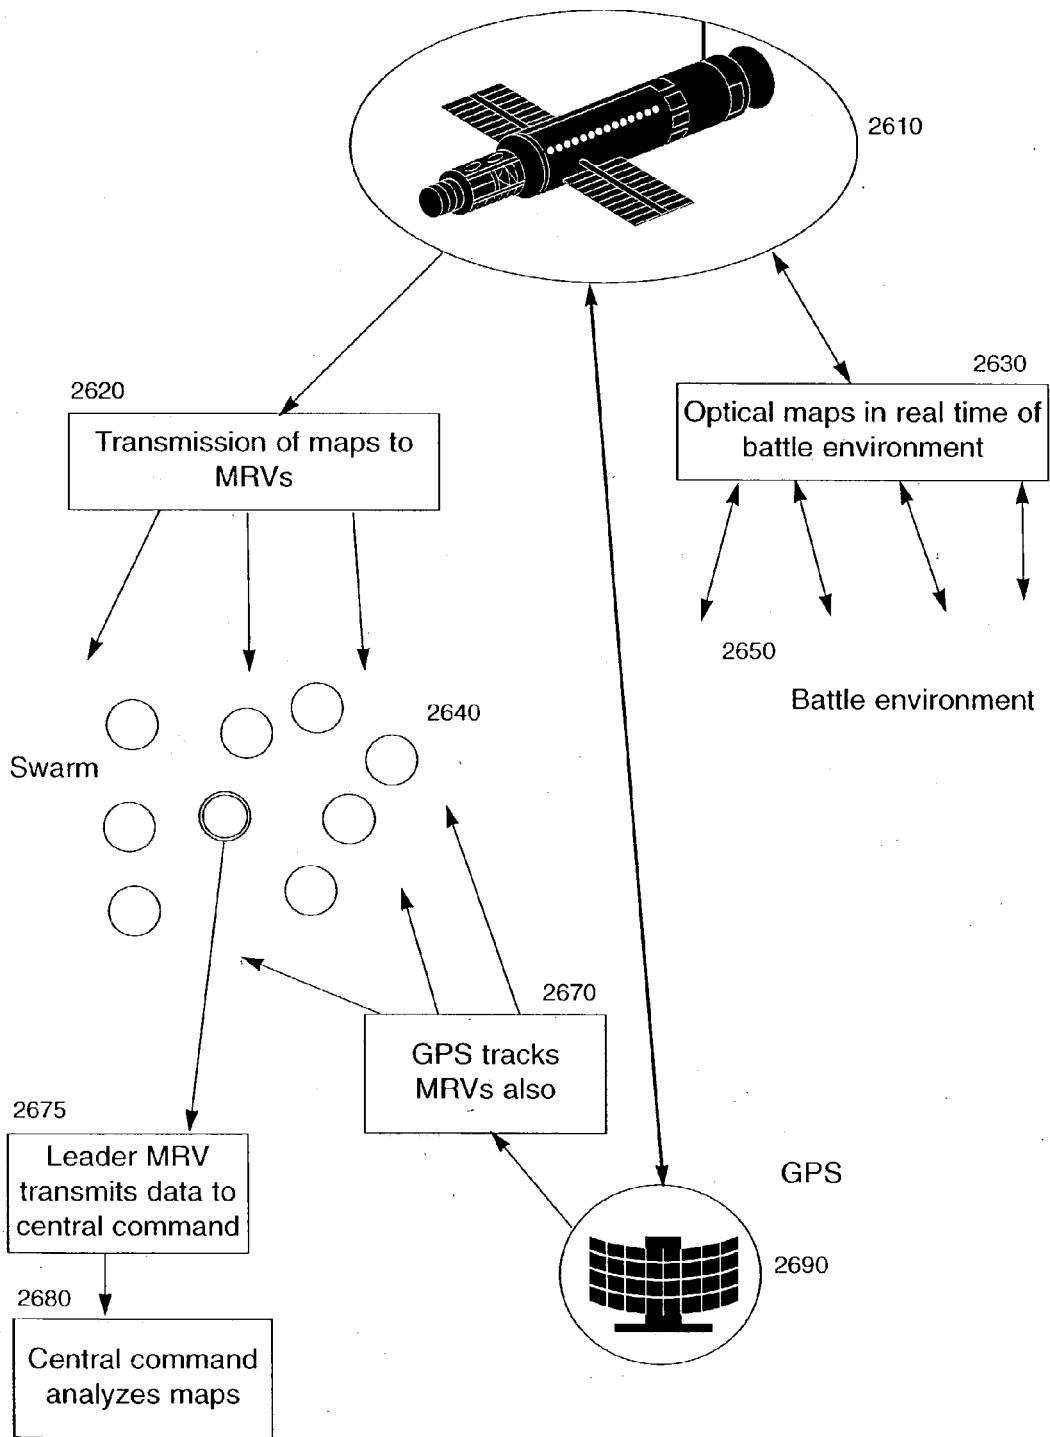 2610
2620
Transmission of maps to
MRVs
2630
Optical maps in real time of
battle environment
2650
Battle environment
2640
Swarm
2670
GPS tracks
MRVs also
2675
Leader MRV
transmits data to
central command
GPS
2690
2680
Central command
analyzes maps